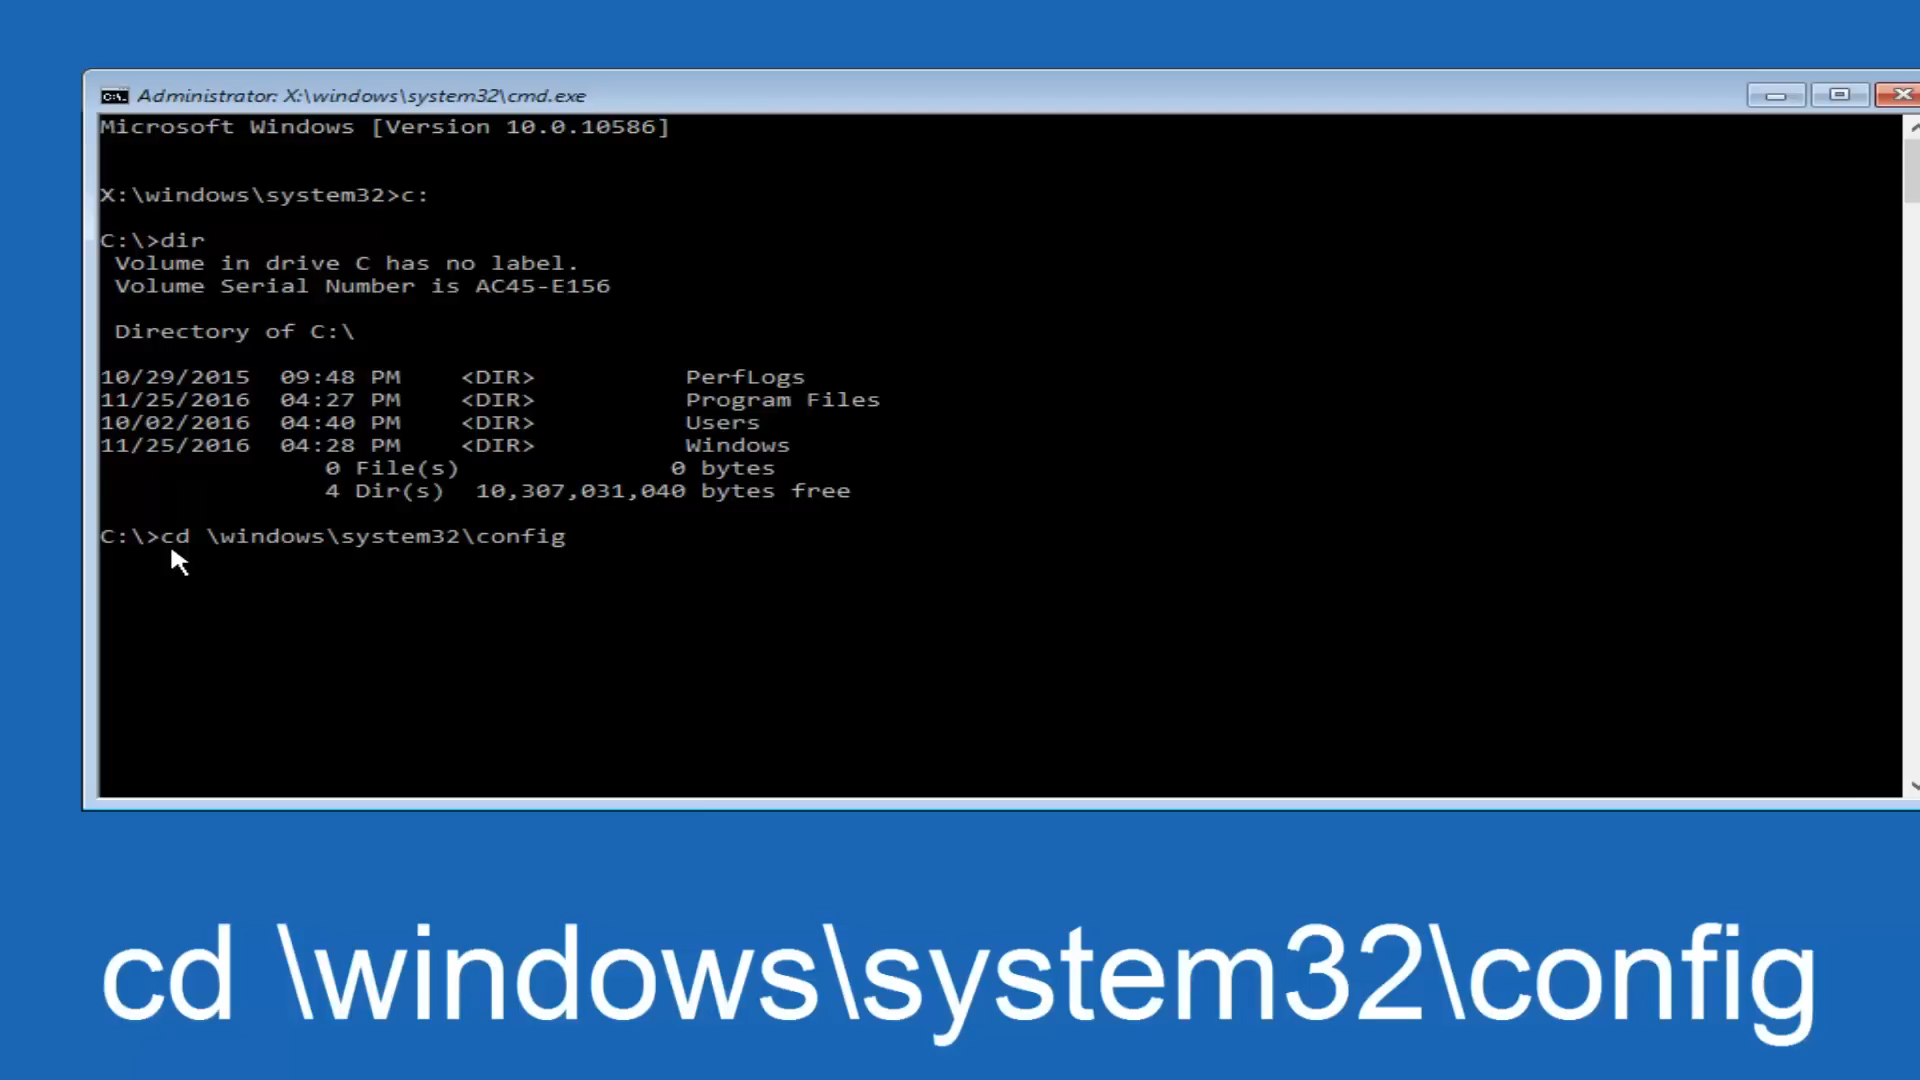 Administrator: X:\windows\system32\cmd.exe
Microsoft Windows [Version 10.0.10586]
X:\windows\system32>c:
C:\>dir
Volume in drive C has no label.
Volume Serial Number is AC45-E156
Directory of C:\
10/29/2015  09:48 PM    <DIR>          PerfLogs
11/25/2016  04:27 PM    <DIR>          Program Files
10/02/2016  04:40 PM    <DIR>          Users
11/25/2016  04:28 PM    <DIR>          Windows
0 File(s)              0 bytes
4 Dir(s)  10,307,031,040 bytes free
C:\>cd \windows\system32\config
cd \windows\system32\config